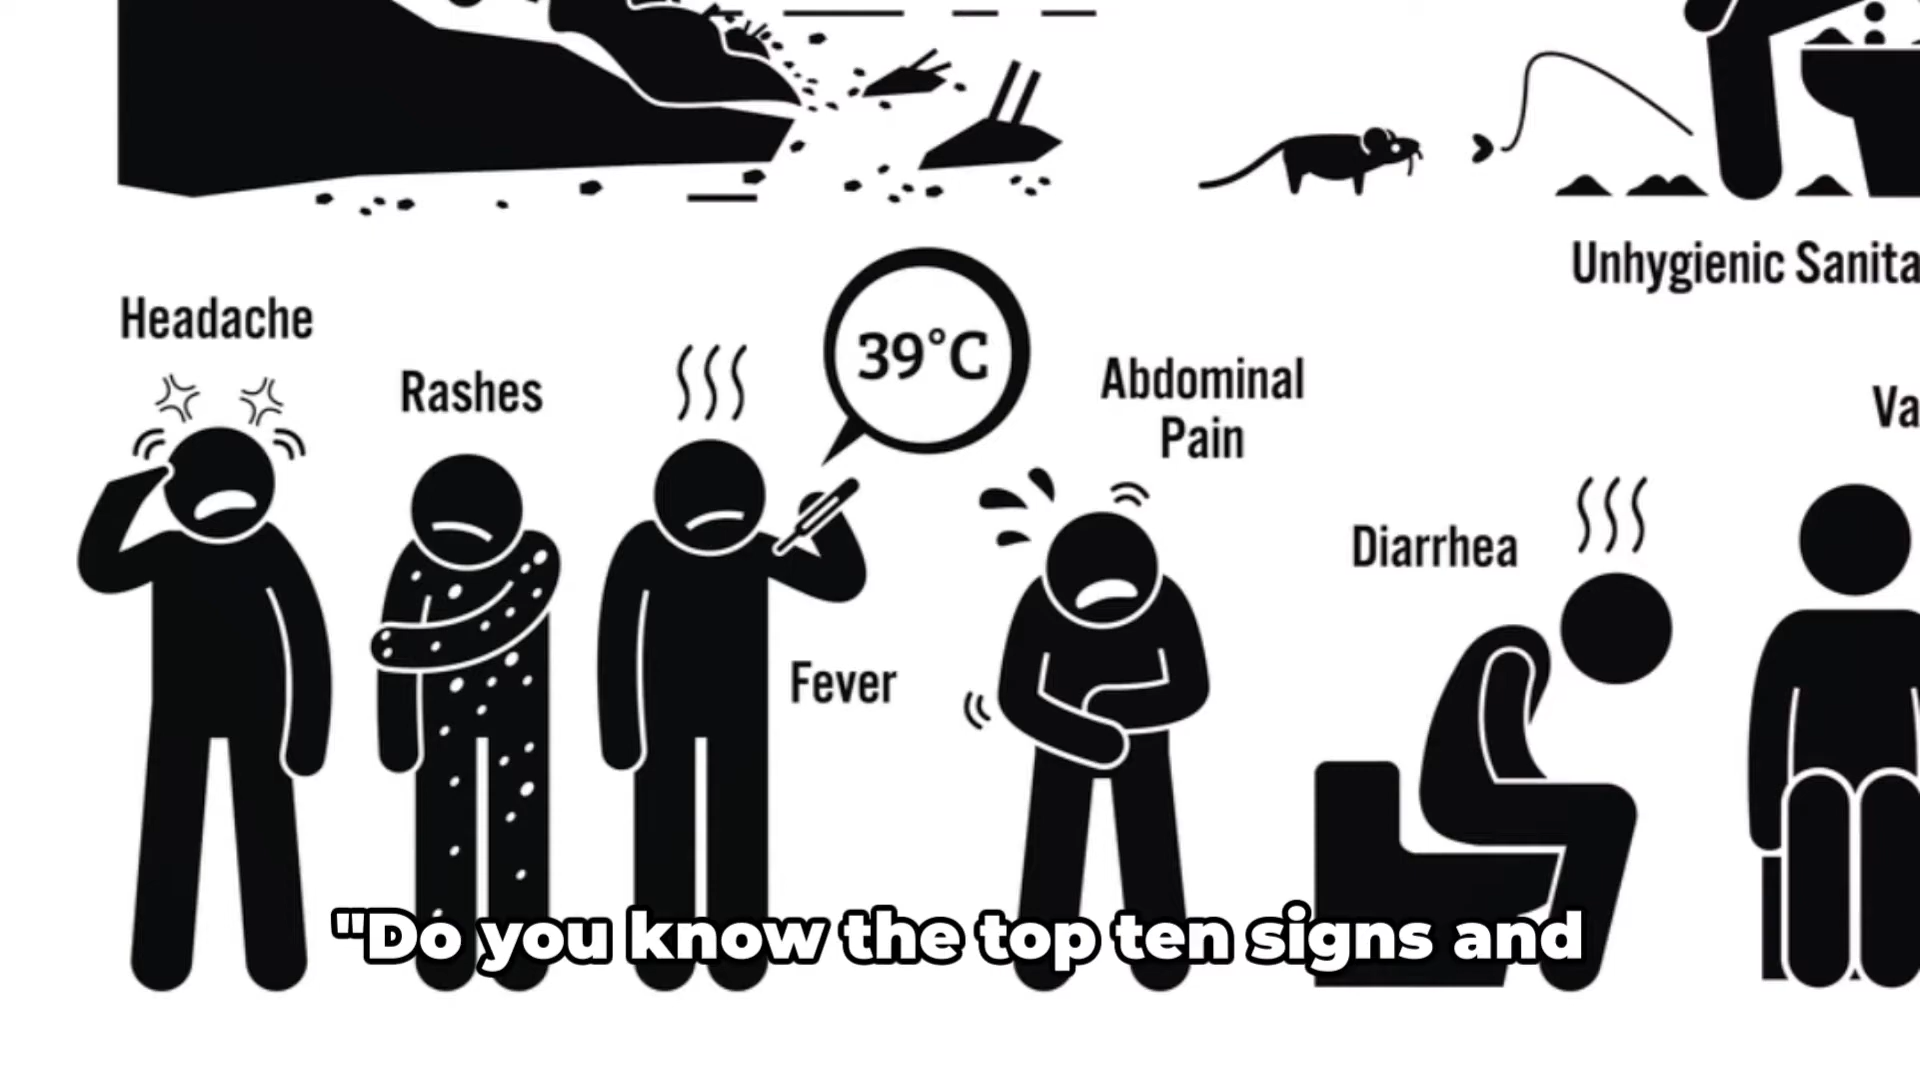 Unhygienic Sanita
Headache
Rashes
39°C
Abdominal
Pain
Va
Diarrhea
Fever
"Do you know the top ten signs and